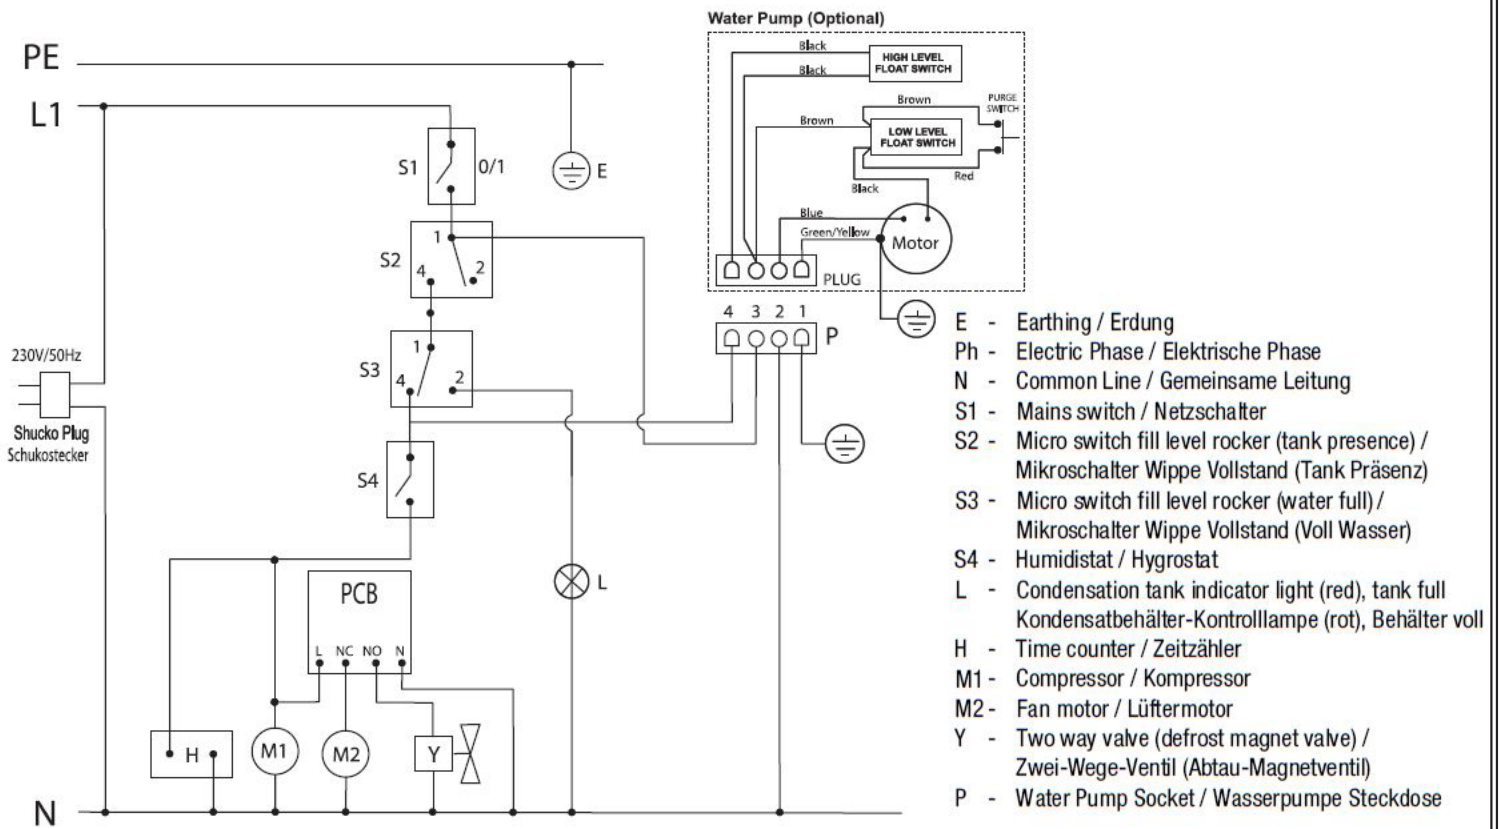 Water Pump (Optional)
PE
L1
Black
Black
HIGH LEVEL
FLOAT SWITCH
Brown
PURGE
SWITCH
Brown
LOW LEVEL
FLOAT SWITCH
Red
Black
Blue
Green/Yellow
Motor
PLUG
S1
0/1
E
S2
1
4
2
S3
1
4
2
4 3 2 1
P
S4
230V/50Hz
Shucko Plug
Schukostecker
PCB
L NC NO N
L
H
M1
M2
Y
N
E - Earthing / Erdung
Ph - Electric Phase / Elektrische Phase
N - Common Line / Gemeinsame Leitung
S1 - Mains switch / Netzschalter
S2 - Micro switch fill level rocker (tank presence) /
Mikroschalter Wippe Vollstand (Tank Präsenz)
S3 - Micro switch fill level rocker (water full) /
Mikroschalter Wippe Vollstand (Voll Wasser)
S4 - Humidistat / Hygrostat
L - Condensation tank indicator light (red), tank full
Kondensatbehälter-Kontrolllampe (rot), Behälter voll
H - Time counter / Zeitzähler
M1 - Compressor / Kompressor
M2 - Fan motor / Lüftermotor
Y - Two way valve (defrost magnet valve) /
Zwei-Wege-Ventil (Abtau-Magnetventil)
P - Water Pump Socket / Wasserpumpe Steckdose